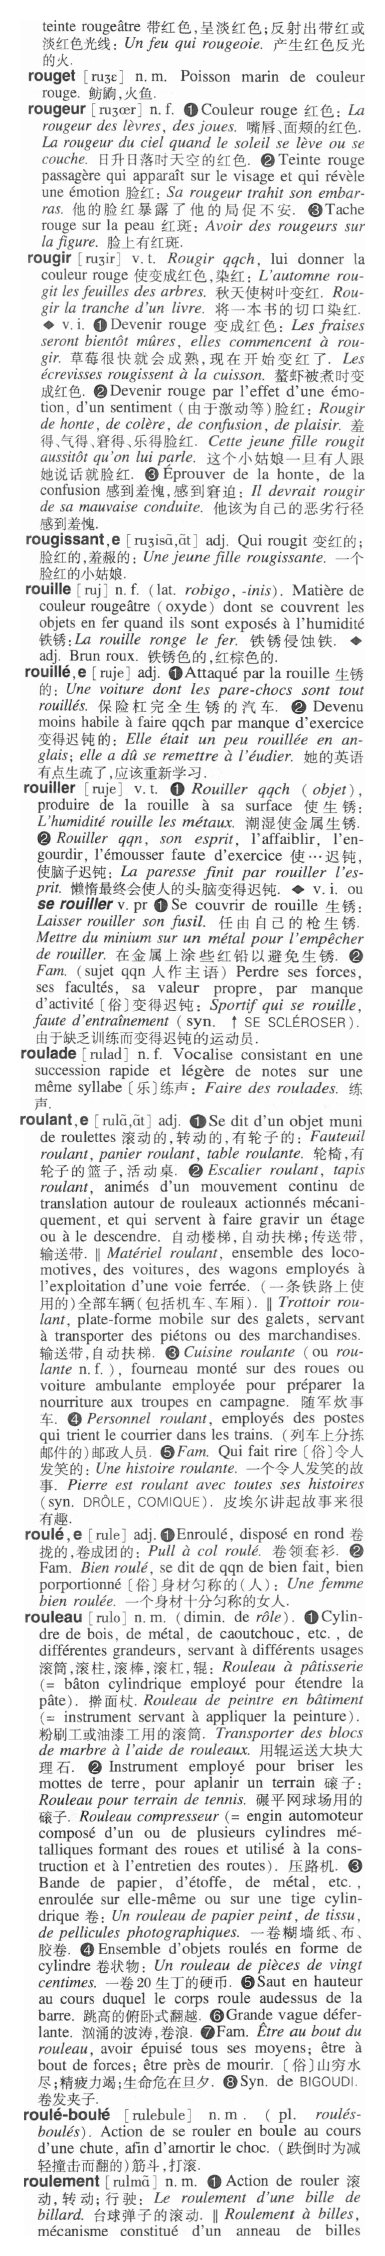 teinte rougeâtre 带红色,呈淡红色;反射出带红或
淡红色光线: Un feu qui rougeoie. 产生红色反光
的火.
rouget [ruʒɛ] n. m. Poisson marin de couleur
rouge. 鲂鮄,火鱼.
rougeur [ruʒœr] n. f. ❶Couleur rouge 红色: La
rougeur des lèvres, des joues. 嘴唇、面颊的红色.
La rougeur du ciel quand le soleil se lève ou se
couche. 日升日落时天空的红色. ❷Teinte rouge
passagère qui apparaît sur le visage et qui révèle
une émotion 脸红: Sa rougeur trahit son embar-
ras. 他的脸红暴露了他的局促不安. ❸Tache
rouge sur la peau 红斑: Avoir des rougeurs sur
la figure. 脸上有红斑.
rougir [ruʒir] v. t. Rougir qqch, lui donner la
couleur rouge 使变成红色,染红: L'automne rou-
git les feuilles des arbres. 秋天使树叶变红. Rou-
gir la tranche d'un livre. 将一本书的切口染红.
◆ v. i. ❶Devenir rouge 变成红色: Les fraises
seront bientôt mûres, elles commencent à rou-
gir. 草莓很快就会成熟,现在开始变红了. Les
écrevisses rougissent à la cuisson. 螯虾被煮时变
成红色. ❷Devenir rouge par l'effet d'une émo-
tion, d'un sentiment (由于激动等)脸红: Rougir
de honte, de colère, de confusion, de plaisir. 羞
得、气得、窘得、乐得脸红. Cette jeune fille rougit
aussitôt qu'on lui parle. 这个小姑娘一旦有人跟
她说话就脸红. ❸Éprouver de la honte, de la
confusion 感到羞愧,感到窘迫: Il devrait rougir
de sa mauvaise conduite. 他该为自己的恶劣行径
感到羞愧.
rougissant,e [ruʒisɑ̃,ɑ̃t] adj. Qui rougit 变红的;
脸红的,羞赧的: Une jeune fille rougissante. 一个
脸红的小姑娘.
rouille [ruj] n. f. (lat. robigo, -inis). Matière de
couleur rougeâtre (oxyde) dont se couvrent les
objets en fer quand ils sont exposés à l'humidité
铁锈:La rouille ronge le fer. 铁锈侵蚀铁. ◆
adj. Brun roux. 铁锈色的,红棕色的.
rouillé,e [ruje] adj. ❶Attaqué par la rouille 生锈
的: Une voiture dont les pare-chocs sont tout
rouillés. 保险杠完全生锈的汽车. ❷ Devenu
moins habile à faire qqch par manque d'exercice
变得迟钝的: Elle était un peu rouillée en an-
glais; elle a dû se remettre à l'éudier. 她的英语
有点生疏了,应该重新学习.
rouiller [ruje] v. t. ❶ Rouiller qqch (objet),
produire de la rouille à sa surface 使生锈:
L'humidité rouille les métaux. 潮湿使金属生锈.
❷ Rouiller qqn, son esprit, l'affaiblir, l'en-
gourdir, l'émousser faute d'exercice 使…迟钝,
使脑子迟钝: La paresse finit par rouiller l'es-
prit. 懒惰最终会使人的头脑变得迟钝. ◆ v. i. ou
se rouiller v. pr ❶Se couvrir de rouille 生锈:
Laisser rouiller son fusil. 任由自己的枪生锈.
Mettre du minium sur un métal pour l'empêcher
de rouiller. 在金属上涂些红铅以避免生锈. ❷
Fam. (sujet qqn 人作主语) Perdre ses forces,
ses facultés, sa valeur propre, par manque
d'activité [俗]变得迟钝: Sportif qui se rouille,
faute d'entraînement (syn. ↑ SE SCLÉROSER).
由于缺乏训练而变得迟钝的运动员.
roulade [rulad] n. f. Vocalise consistant en une
succession rapide et légère de notes sur une
même syllabe [乐]练声: Faire des roulades. 练
声.
roulant,e [rulɑ̃,ɑ̃t] adj. ❶Se dit d'un objet muni
de roulettes 滚动的,转动的,有轮子的: Fauteuil
roulant, panier roulant, table roulante. 轮椅,有
轮子的篮子,活动桌. ❷ Escalier roulant, tapis
roulant, animés d'un mouvement continu de
translation autour de rouleaux actionnés mécani-
quement, et qui servent à faire gravir un étage
ou à le descendre. 自动楼梯,自动扶梯;传送带,
输送带. ‖ Matériel roulant, ensemble des loco-
motives, des voitures, des wagons employés à
l'exploitation d'une voie ferrée. (一条铁路上使
用的)全部车辆(包括机车、车厢). ‖ Trottoir rou-
lant, plate-forme mobile sur des galets, servant
à transporter des piétons ou des marchandises.
输送带,自动扶梯. ❸ Cuisine roulante (ou rou-
lante n. f.), fourneau monté sur des roues ou
voiture ambulante employée pour préparer la
nourriture aux troupes en campagne. 随军炊事
车. ❹ Personnel roulant, employés des postes
qui trient le courrier dans les trains. (列车上分拣
邮件的)邮政人员. ❺Fam. Qui fait rire [俗]令人
发笑的: Une histoire roulante. 一个令人发笑的故
事. Pierre est roulant avec toutes ses histoires
(syn. DRÔLE, COMIQUE). 皮埃尔讲起故事来很
有趣.
roulé,e [rule] adj. ❶Enroulé, disposé en rond 卷
拢的,卷成团的: Pull à col roulé. 卷领套衫. ❷
Fam. Bien roulé, se dit de qqn de bien fait, bien
porportionné [俗]身材匀称的(人): Une femme
bien roulée. 一个身材十分匀称的女人.
rouleau [rulo] n. m. (dimin. de rôle). ❶Cylin-
dre de bois, de métal, de caoutchouc, etc., de
différentes grandeurs, servant à différents usages
滚筒,滚柱,滚棒,滚杠,辊: Rouleau à pâtisserie
(= bâton cylindrique employé pour étendre la
pâte). 擀面杖. Rouleau de peintre en bâtiment
(= instrument servant à appliquer la peinture).
粉刷工或油漆工用的滚筒. Transporter des blocs
de marbre à l'aide de rouleaux. 用辊运送大块大
理石. ❷ Instrument employé pour briser les
mottes de terre, pour aplanir un terrain 磙子:
Rouleau pour terrain de tennis. 碾平网球场用的
磙子. Rouleau compresseur (= engin automoteur
composé d'un ou de plusieurs cylindres mé-
talliques formant des roues et utilisé à la cons-
truction et à l'entretien des routes). 压路机. ❸
Bande de papier, d'étoffe, de métal, etc.,
enroulée sur elle-même ou sur une tige cylin-
drique 卷: Un rouleau de papier peint, de tissu,
de pellicules photographiques. 一卷糊墙纸、布、
胶卷. ❹Ensemble d'objets roulés en forme de
cylindre 卷状物: Un rouleau de pièces de vingt
centimes. 一卷20生丁的硬币. ❺Saut en hauteur
au cours duquel le corps roule audessus de la
barre. 跳高的俯卧式翻越. ❻Grande vague défer-
lante. 汹涌的波涛,卷浪. ❼Fam. Être au bout du
rouleau, avoir épuisé tous ses moyens; être à
bout de forces; être près de mourir. [俗]山穷水
尽;精疲力竭;生命危在旦夕. ❽Syn. de BIGOUDI.
卷发夹子.
roulé-boulé [rulebule] n. m. (pl. roulés-
boulés). Action de se rouler en boule au cours
d'une chute, afin d'amortir le choc. (跌倒时为减
轻撞击而翻的)筋斗,打滚.
roulement [rulmɑ̃] n. m. ❶ Action de rouler 滚
动,转动;行驶: Le roulement d'une bille de
billard. 台球弹子的滚动. ‖ Roulement à billes,
mécanisme constitué d'un anneau de billes